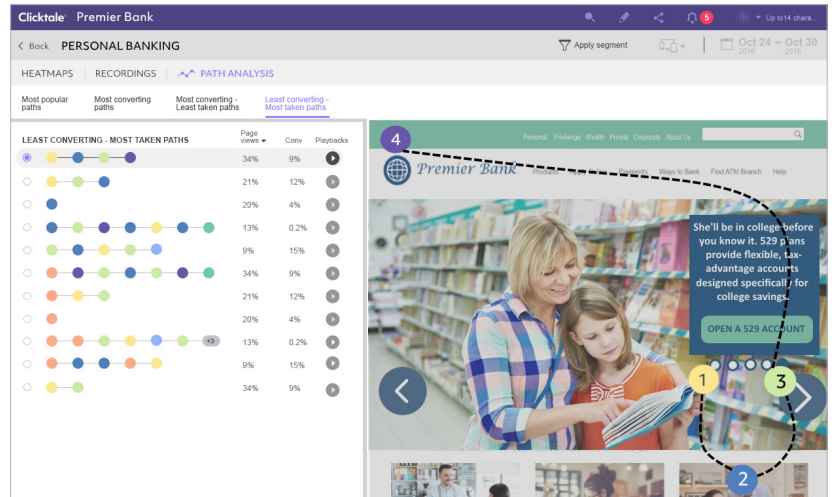 Clicktale® Premier Bank
5
Up to14 chara...
< Back PERSONAL BANKING
Apply segment
Oct 24 – Oct 30
2016 2016
HEATMAPS | RECORDINGS | PATH ANALYSIS
Most popular paths
Most converting paths
Most converting - Least taken paths
Least converting - Most taken paths
LEAST CONVERTING - MOST TAKEN PATHS
Page views ▾ Conv Playbacks
34% 9%
21% 12%
20% 4%
13% 0.2%
9% 15%
34% 9%
21% 12%
20% 4%
+3 13% 0.2%
9% 15%
34% 9%
Personal Priviledge Wealth Private Corporate About Us
4
Premier Bank
Products Payments Ways to Bank Find ATM Branch Help
She'll be in college before
you know it. 529 plans
provide flexible, tax-
advantage accounts
designed specifically for
college savings.
OPEN A 529 ACCOUNT
1
3
2